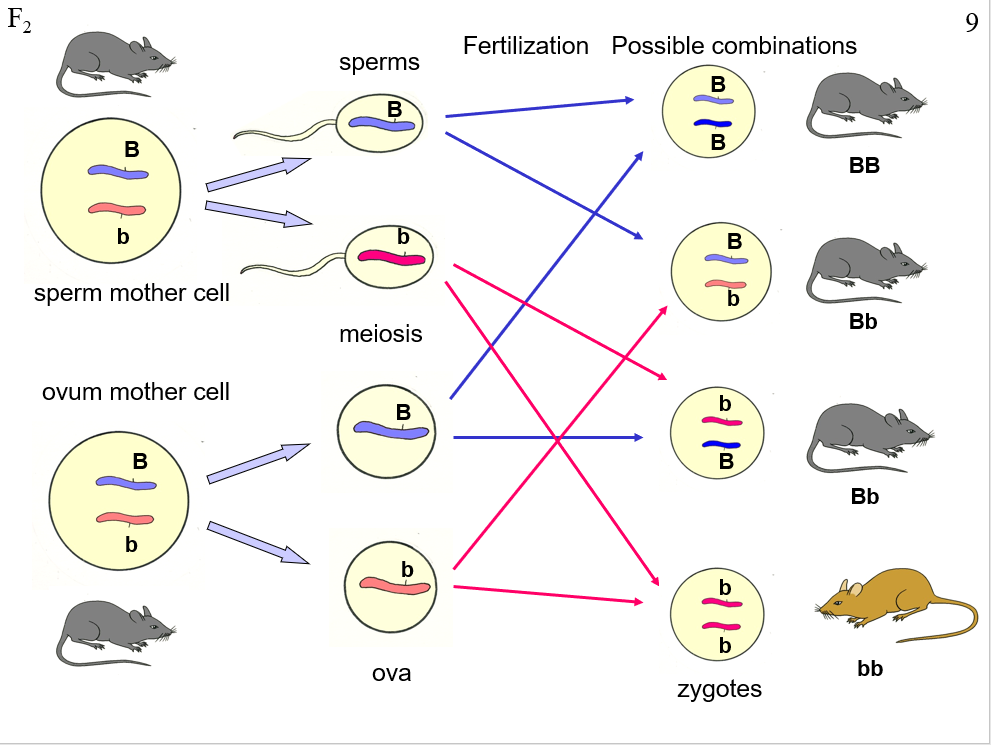 F2
9
Fertilization
Possible combinations
sperms
B
b
sperm mother cell
B
b
meiosis
ovum mother cell
B
b
B
b
ova
B
B
BB
B
b
Bb
b
B
Bb
b
b
bb
zygotes